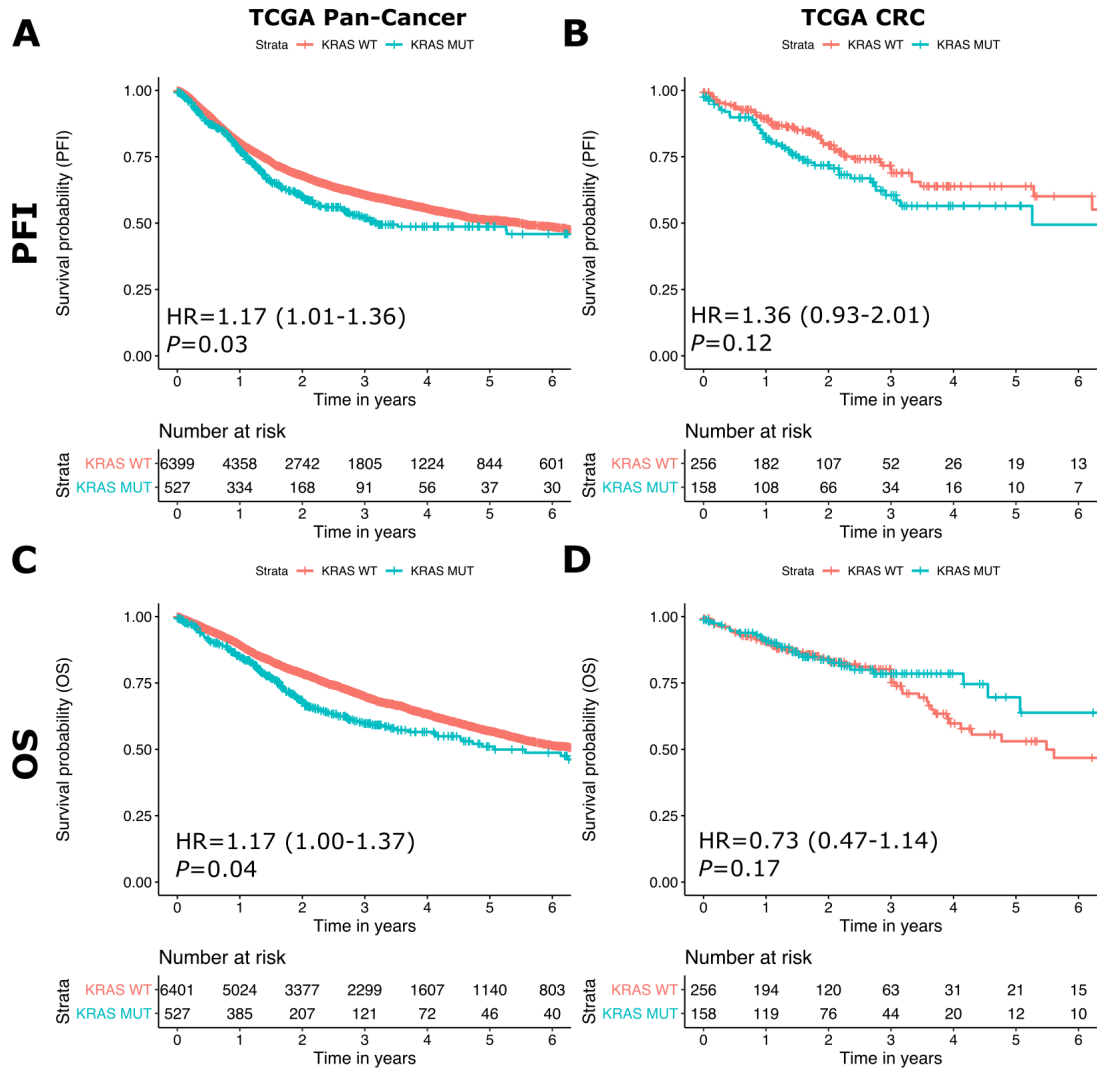 TCGA Pan-Cancer
TCGA CRC
A
Strata KRAS WT KRAS MUT
PFI
Survival probability (PFI)
1.00
0.75
0.50
0.25
0.00
HR=1.17 (1.01-1.36)
P=0.03
0 1 2 3 4 5 6
Time in years
Number at risk
Strata
KRAS WT 6399 4358 2742 1805 1224 844 601
KRAS MUT 527 334 168 91 56 37 30
0 1 2 3 4 5 6
Time in years
B
Strata KRAS WT KRAS MUT
Survival probability (PFI)
1.00
0.75
0.50
0.25
0.00
HR=1.36 (0.93-2.01)
P=0.12
0 1 2 3 4 5 6
Time in years
Number at risk
Strata
KRAS WT 256 182 107 52 26 19 13
KRAS MUT 158 108 66 34 16 10 7
0 1 2 3 4 5 6
Time in years
C
Strata KRAS WT KRAS MUT
OS
Survival probability (OS)
1.00
0.75
0.50
0.25
0.00
HR=1.17 (1.00-1.37)
P=0.04
0 1 2 3 4 5 6
Time in years
Number at risk
Strata
KRAS WT 6401 5024 3377 2299 1607 1140 803
KRAS MUT 527 385 207 121 72 46 40
0 1 2 3 4 5 6
Time in years
D
Strata KRAS WT KRAS MUT
Survival probability (OS)
1.00
0.75
0.50
0.25
0.00
HR=0.73 (0.47-1.14)
P=0.17
0 1 2 3 4 5 6
Time in years
Number at risk
Strata
KRAS WT 256 194 120 63 31 21 15
KRAS MUT 158 119 76 44 20 12 10
0 1 2 3 4 5 6
Time in years